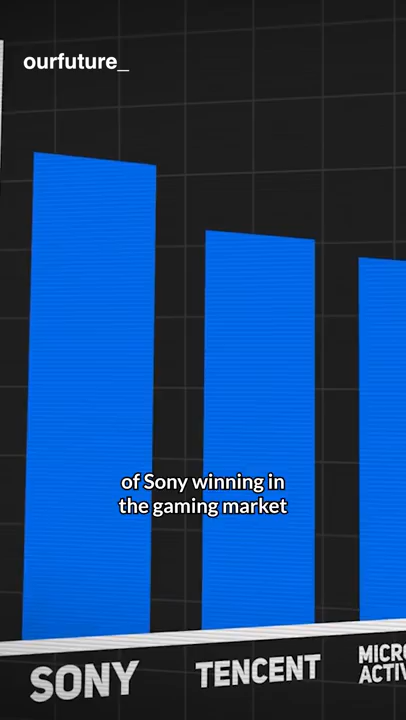 ourfuture_
of Sony winning in
the gaming market
SONY
TENCENT